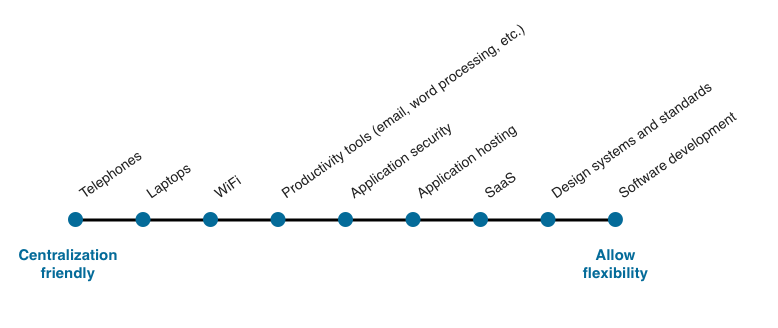 Telephones
Laptops
WiFi
Productivity tools (email, word processing, etc.)
Application security
Application hosting
SaaS
Design systems and standards
Software development
Centralization
friendly
Allow
flexibility